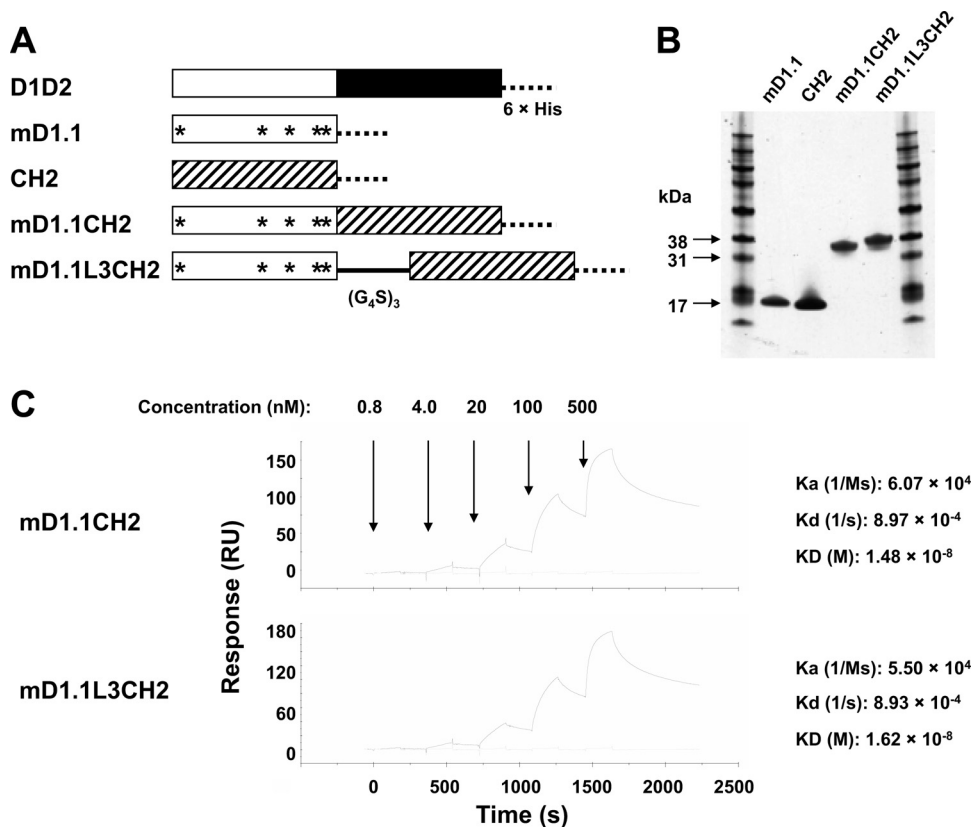 A
D1D2
6 × His
mD1.1
* * * **
CH2
mD1.1CH2
* * * **
mD1.1L3CH2
* * * **
(G₄S)₃
B
mD1.1
CH2
mD1.1CH2
mD1.1L3CH2
kDa
38
31
17
C
Concentration (nM): 0.8 4.0 20 100 500
mD1.1CH2
150
100
50
0
Ka (1/Ms): 6.07 × 10⁴
Kd (1/s): 8.97 × 10⁻⁴
KD (M): 1.48 × 10⁻⁸
Response (RU)
mD1.1L3CH2
180
120
60
0
Ka (1/Ms): 5.50 × 10⁴
Kd (1/s): 8.93 × 10⁻⁴
KD (M): 1.62 × 10⁻⁸
0 500 1000 1500 2000 2500
Time (s)